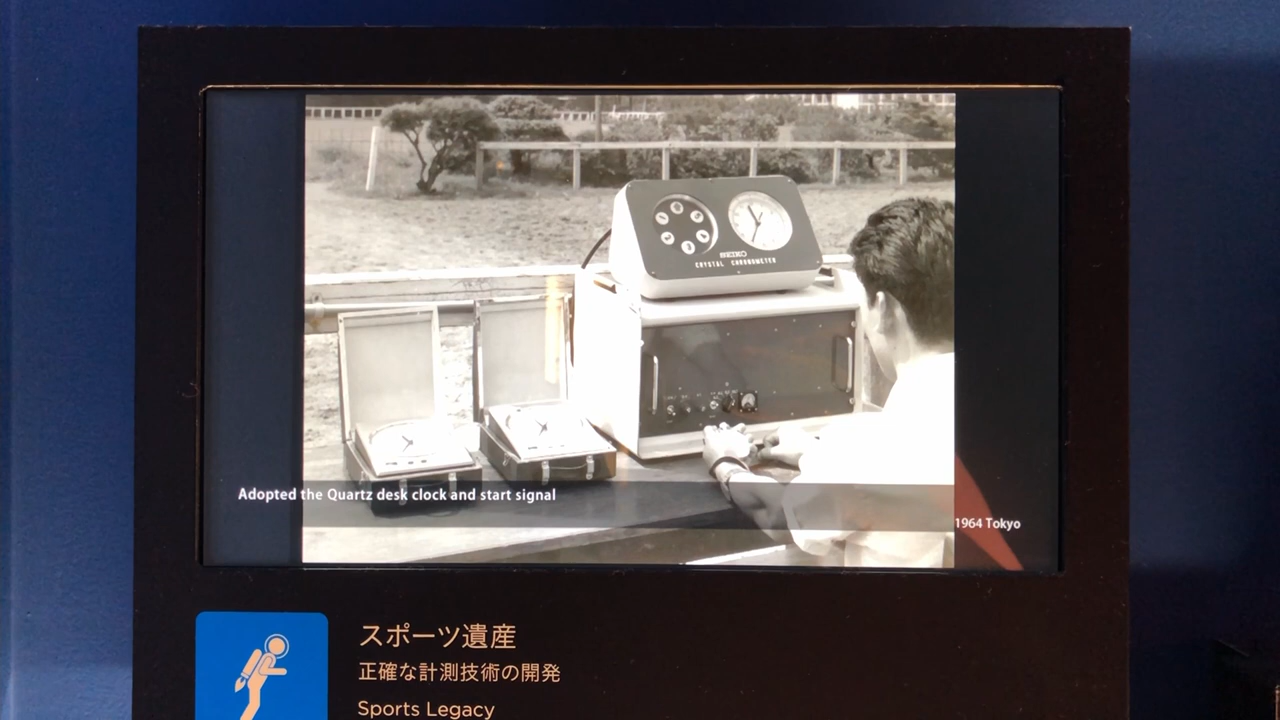 SEIKO
CRYSTAL CHRONOMETER
Adopted the Quartz desk clock and start signal
1964 Tokyo
スポーツ遺産
正確な計測技術の開発
Sports Legacy